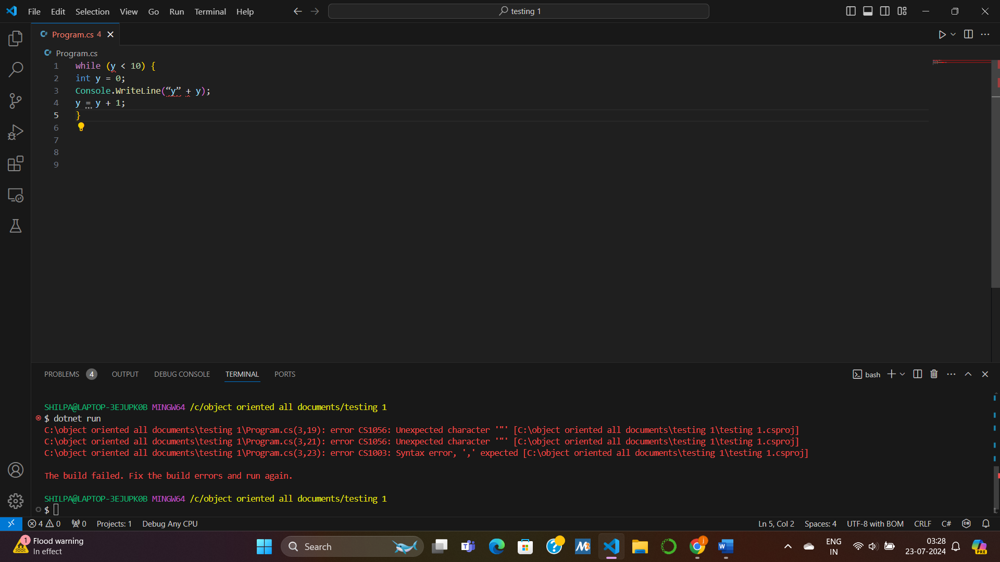 File Edit Selection View Go Run Terminal Help
testing 1
C# Program.cs 4
C# Program.cs
1 while (y < 10) {
2 int y = 0;
3 Console.WriteLine(“y” + y);
4 y = y + 1;
5 }
6
7
8
9
PROBLEMS 4 OUTPUT DEBUG CONSOLE TERMINAL PORTS
bash
SHILPA@LAPTOP-3EJUPK0B MINGW64 /c/object oriented all documents/testing 1
$ dotnet run
C:\object oriented all documents\testing 1\Program.cs(3,19): error CS1056: Unexpected character '"' [C:\object oriented all documents\testing 1\testing 1.csproj]
C:\object oriented all documents\testing 1\Program.cs(3,21): error CS1056: Unexpected character '"' [C:\object oriented all documents\testing 1\testing 1.csproj]
C:\object oriented all documents\testing 1\Program.cs(3,23): error CS1003: Syntax error, ',' expected [C:\object oriented all documents\testing 1\testing 1.csproj]
The build failed. Fix the build errors and run again.
SHILPA@LAPTOP-3EJUPK0B MINGW64 /c/object oriented all documents/testing 1
$
4 0 0 Projects: 1 Debug Any CPU
Ln 5, Col 2 Spaces: 4 UTF-8 with BOM CRLF C#
1 Flood warning
In effect
Search
ENG
IN
03:28
23-07-2024
PRE